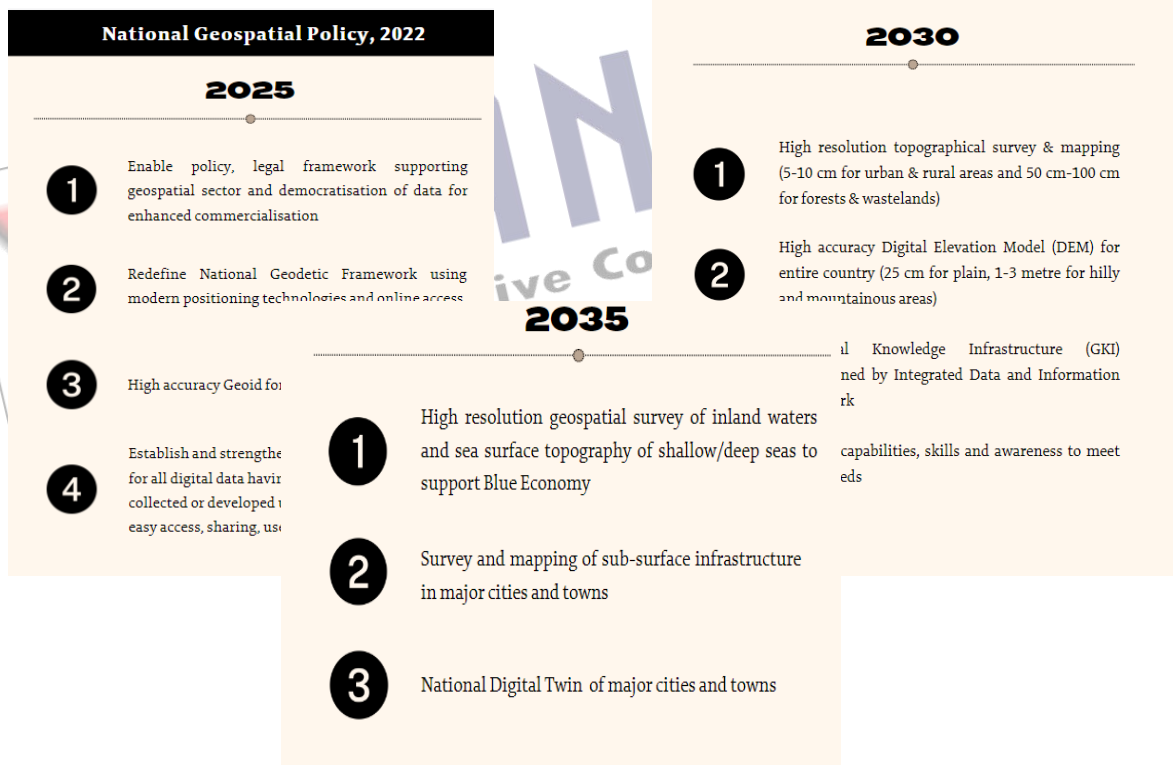 National Geospatial Policy, 2022
2025
1
Enable policy, legal framework supporting
geospatial sector and democratisation of data for
enhanced commercialisation
2
Redefine National Geodetic Framework using
modern positioning technologies and online access
3
High accuracy Geoid for
4
Establish and
for all digital data
collected or developed
easy access, sharing,
2030
1
High resolution topographical survey & mapping
(5-10 cm for urban & rural areas and 50 cm-100 cm
for forests & wastelands)
2
High accuracy Digital Elevation Model (DEM) for
entire country (25 cm for plain, 1-3 metre for hilly
and mountainous areas)
Knowledge Infrastructure (GKI)
by Integrated Data and Information
capabilities, skills and awareness to meet
2035
1
High resolution geospatial survey of inland waters
and sea surface topography of shallow/deep seas to
support Blue Economy
2
Survey and mapping of sub-surface infrastructure
in major cities and towns
3
National Digital Twin of major cities and towns